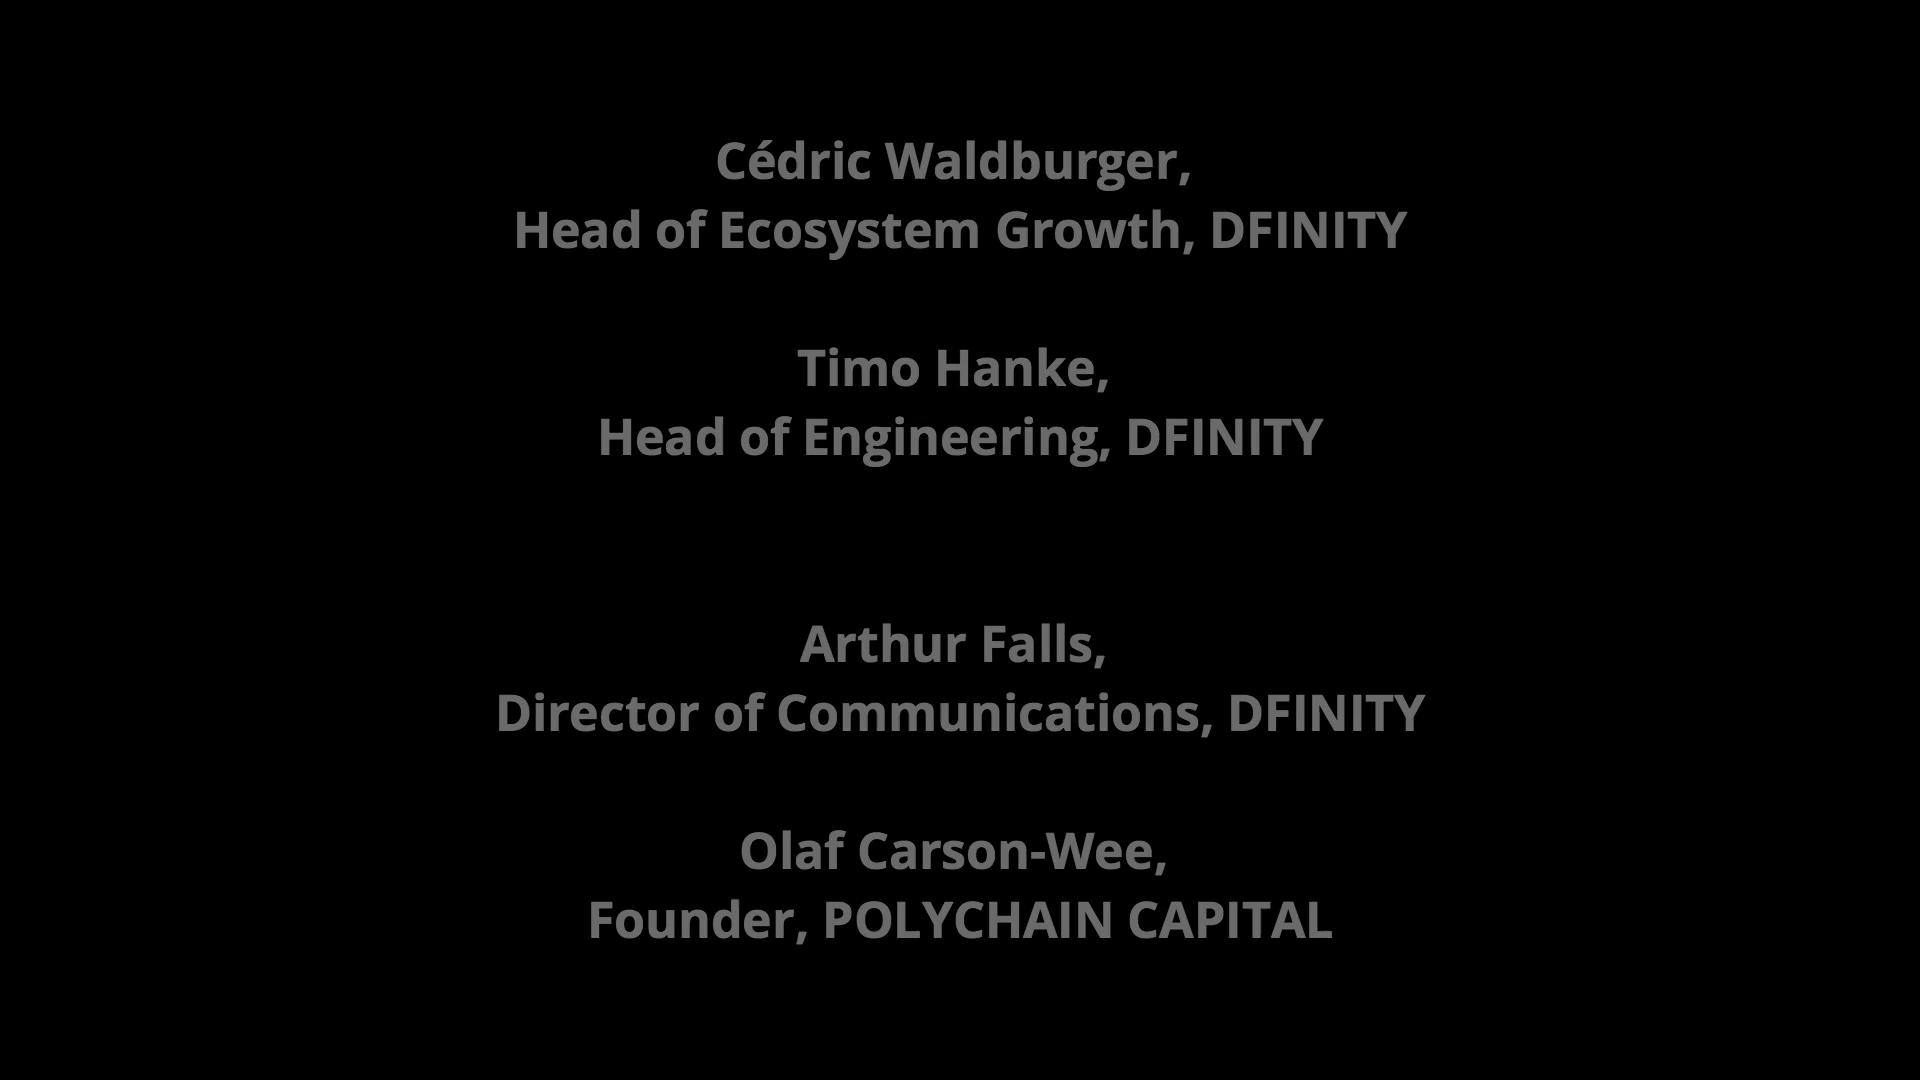 Cédric Waldburger,
Head of Ecosystem Growth, DFINITY
Timo Hanke,
Head of Engineering, DFINITY
Arthur Falls,
Director of Communications, DFINITY
Olaf Carson-Wee,
Founder, POLYCHAIN CAPITAL